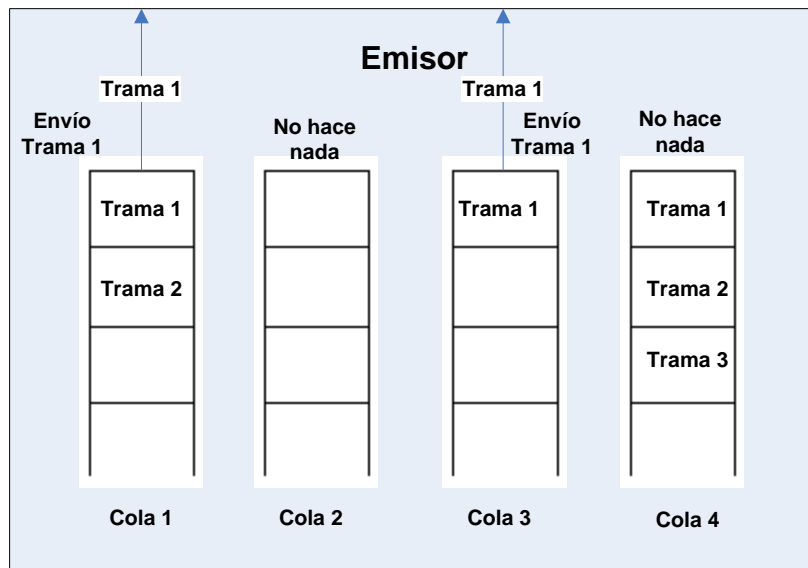 Emisor
Trama 1
Envío
Trama 1
Trama 1
Trama 2
Cola 1
No hace
nada
Cola 2
Trama 1
Envío
Trama 1
Trama 1
Cola 3
No hace
nada
Trama 1
Trama 2
Trama 3
Cola 4